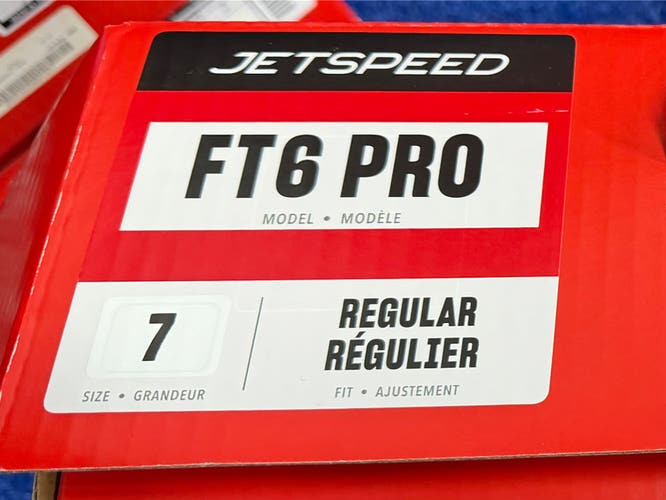 JETSPEED
FT6 PRO
MODEL • MODÈLE
7
SIZE • GRANDEUR
REGULAR
RÉGULIER
FIT • AJUSTEMENT